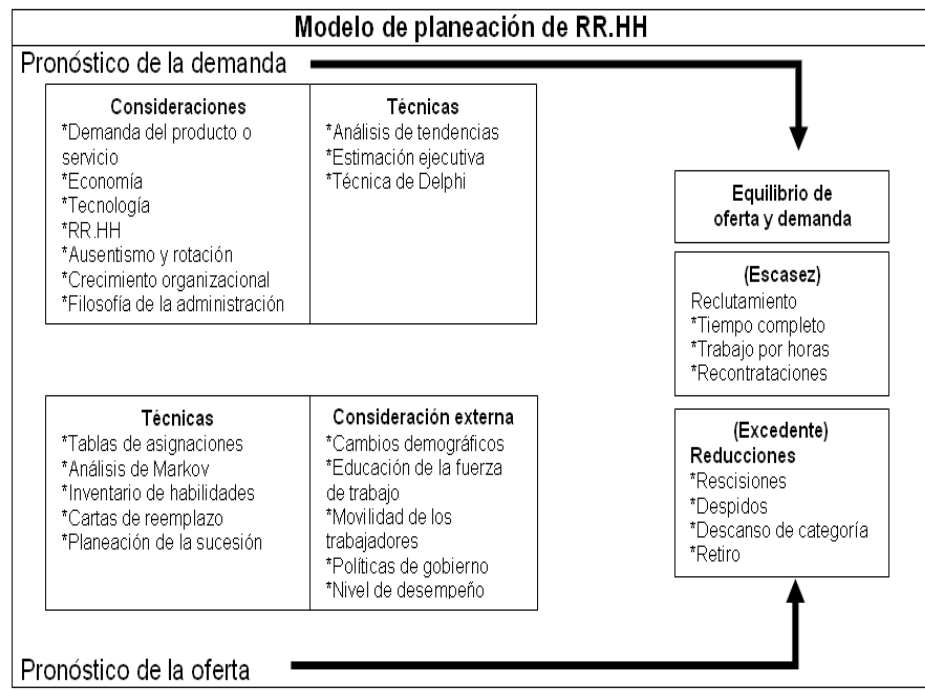 Modelo de planeación de RR.HH
Pronóstico de la demanda
Consideraciones
*Demanda del producto o
servicio
*Economía
*Tecnología
*RR.HH
*Ausentismo y rotación
*Crecimiento organizacional
*Filosofía de la administración
Técnicas
*Análisis de tendencias
*Estimación ejecutiva
*Técnica de Delphi
Equilibrio de
oferta y demanda
(Escasez)
Reclutamiento
*Tiempo completo
*Trabajo por horas
*Recontrataciones
Técnicas
*Tablas de asignaciones
*Análisis de Markov
*Inventario de habilidades
*Cartas de reemplazo
*Planeación de la sucesión
Consideración externa
*Cambios demográficos
*Educación de la fuerza
de trabajo
*Movilidad de los
trabajadores
*Políticas de gobierno
*Nivel de desempeño
(Excedente)
Reducciones
*Rescisiones
*Despidos
*Descanso de categoría
*Retiro
Pronóstico de la oferta